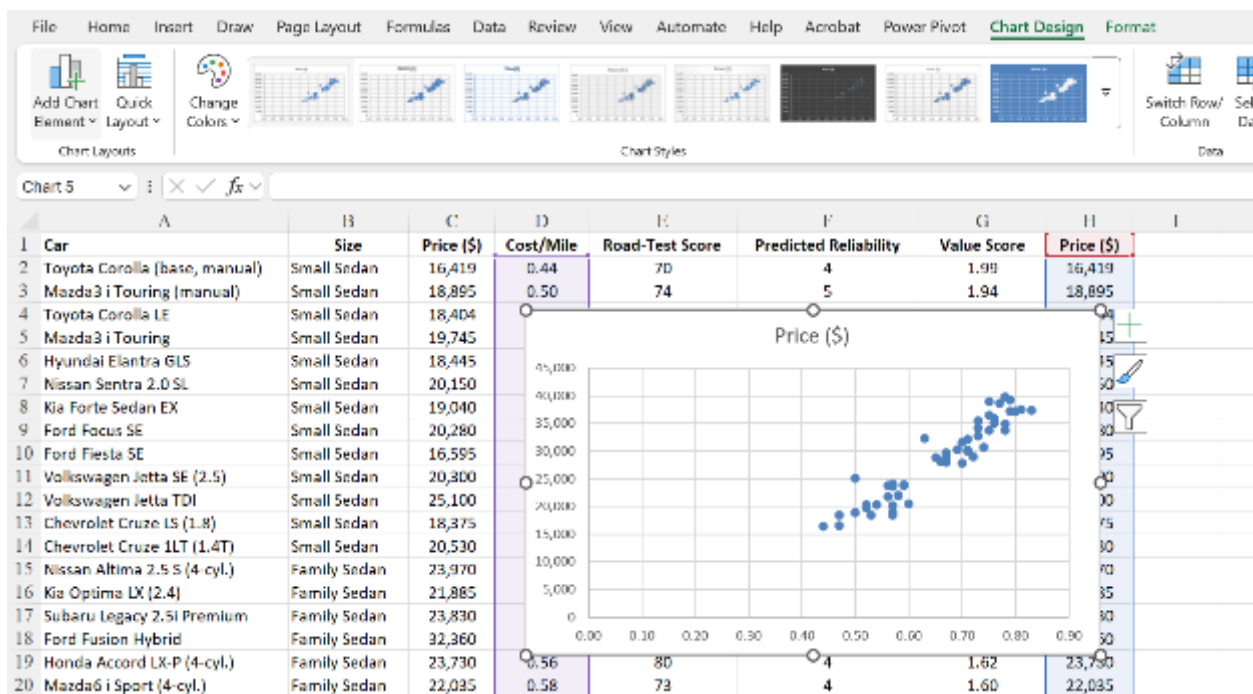 File Home Insert Draw Page Layout Formulas Data Review View Automate Help Acrobat Power Pivot Chart Design Format
Add Chart Element Quick Layout Change Colors Switch Row/ Column
Chart Layouts Chart Styles Data
Chart 5 fx
A B C D E F G H I
1 Car Size Price ($) Cost/Mile Road-Test Score Predicted Reliability Value Score Price ($)
2 Toyota Corolla (base, manual) Small Sedan 16,419 0.44 70 4 1.99 16,419
3 Mazda3 i Touring (manual) Small Sedan 18,895 0.50 74 5 1.94 18,895
4 Toyota Corolla LE Small Sedan 18,404
5 Mazda3 i Touring Small Sedan 19,745
6 Hyundai Elantra GLS Small Sedan 18,445
7 Nissan Sentra 2.0 SL Small Sedan 20,150
8 Kia Forte Sedan EX Small Sedan 19,040
9 Ford Focus SE Small Sedan 20,280
10 Ford Fiesta SE Small Sedan 16,595
11 Volkswagen Jetta SE (2.5) Small Sedan 20,300
12 Volkswagen Jetta TDI Small Sedan 25,100
13 Chevrolet Cruze LS (1.8) Small Sedan 18,375
14 Chevrolet Cruze 1LT (1.4T) Small Sedan 20,530
15 Nissan Altima 2.5 S (4-cyl.) Family Sedan 23,970
16 Kia Optima LX (2.4) Family Sedan 21,885
17 Subaru Legacy 2.5i Premium Family Sedan 23,830
18 Ford Fusion Hybrid Family Sedan 32,360
19 Honda Accord LX-P (4-cyl.) Family Sedan 23,730 0.56 80 4 1.62 23,730
20 Mazda6 i Sport (4-cyl.) Family Sedan 22,035 0.58 73 4 1.60 22,035
Price ($)
45,000
40,000
35,000
30,000
25,000
20,000
15,000
10,000
5,000
0
0.00 0.10 0.20 0.30 0.40 0.50 0.60 0.70 0.80 0.90